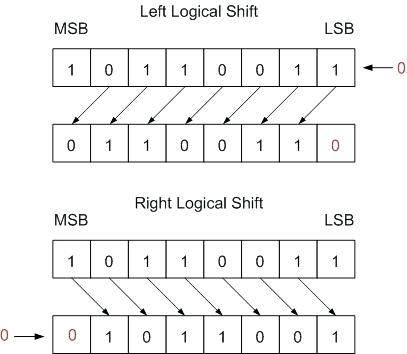 Left Logical Shift
MSB LSB
1 0 1 1 0 0 1 1 0
0 1 1 0 0 1 1 0
Right Logical Shift
MSB LSB
1 0 1 1 0 0 1 1
0 0 1 0 1 1 0 0 1